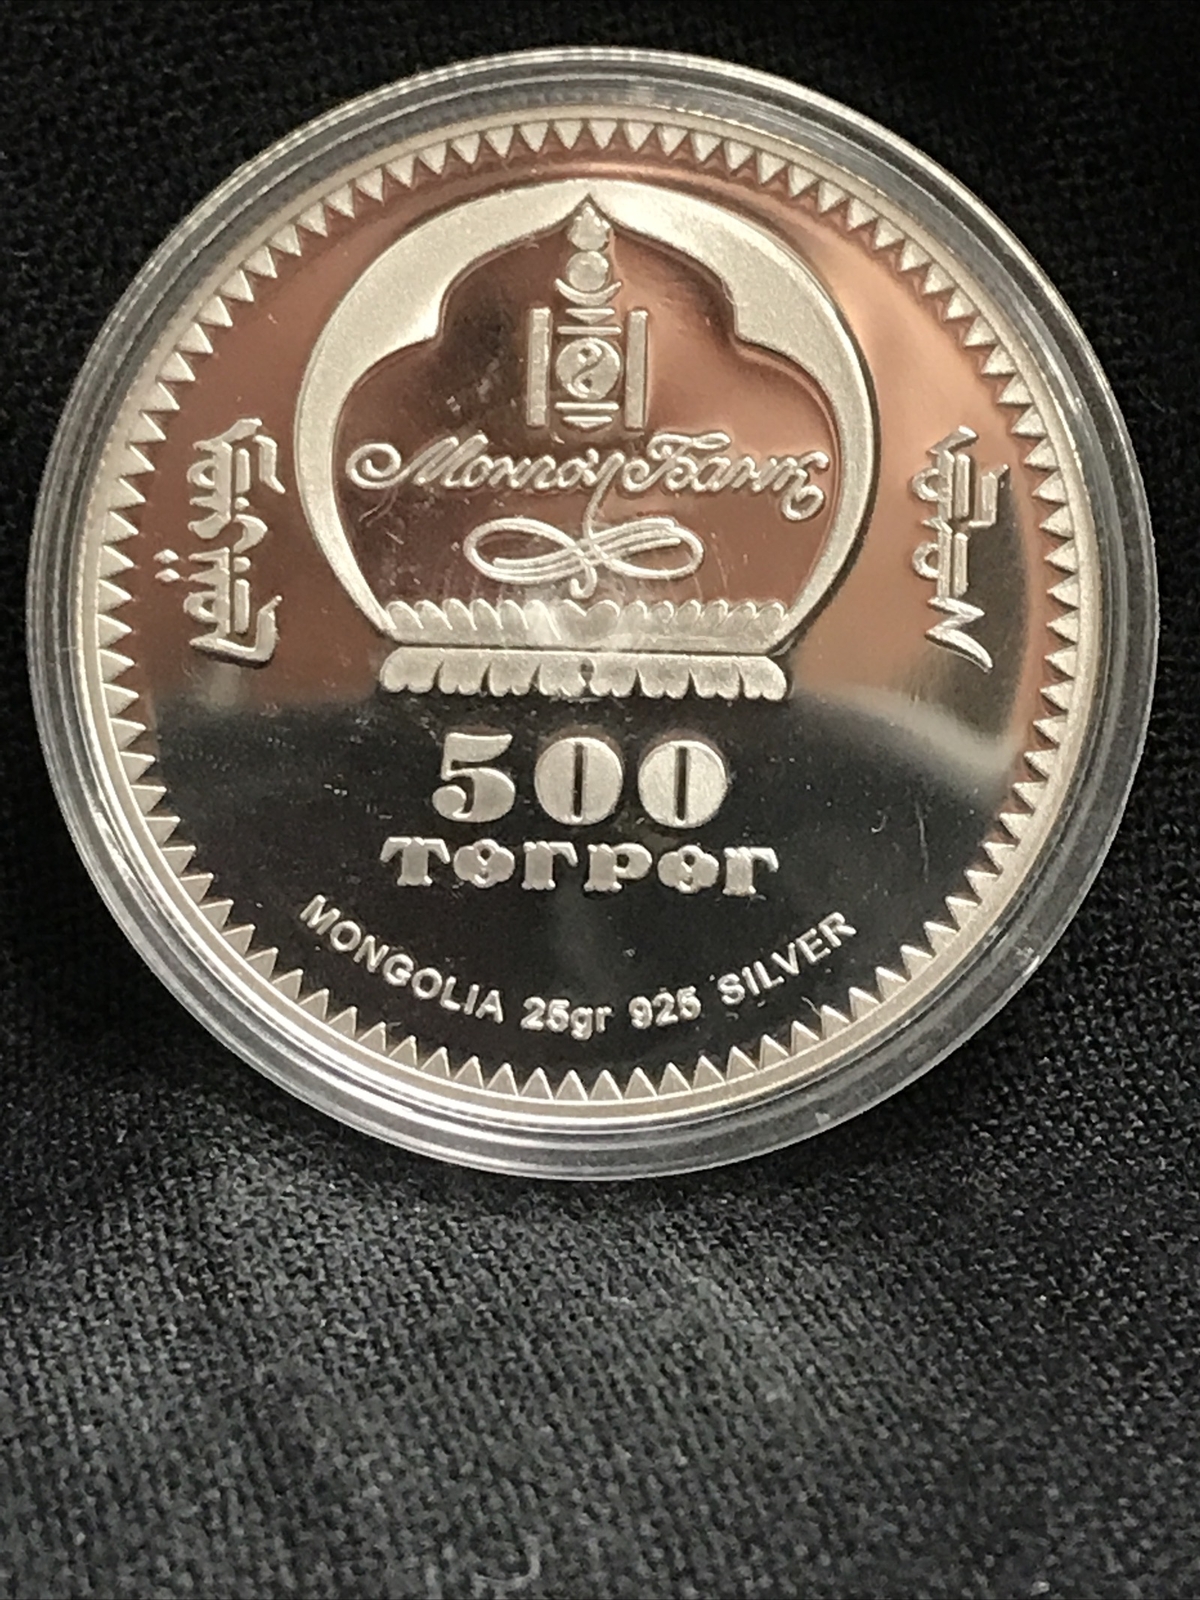 Монгол Банк
500
ТӨГРӨГ
MONGOLIA 25gr 925 SILVER